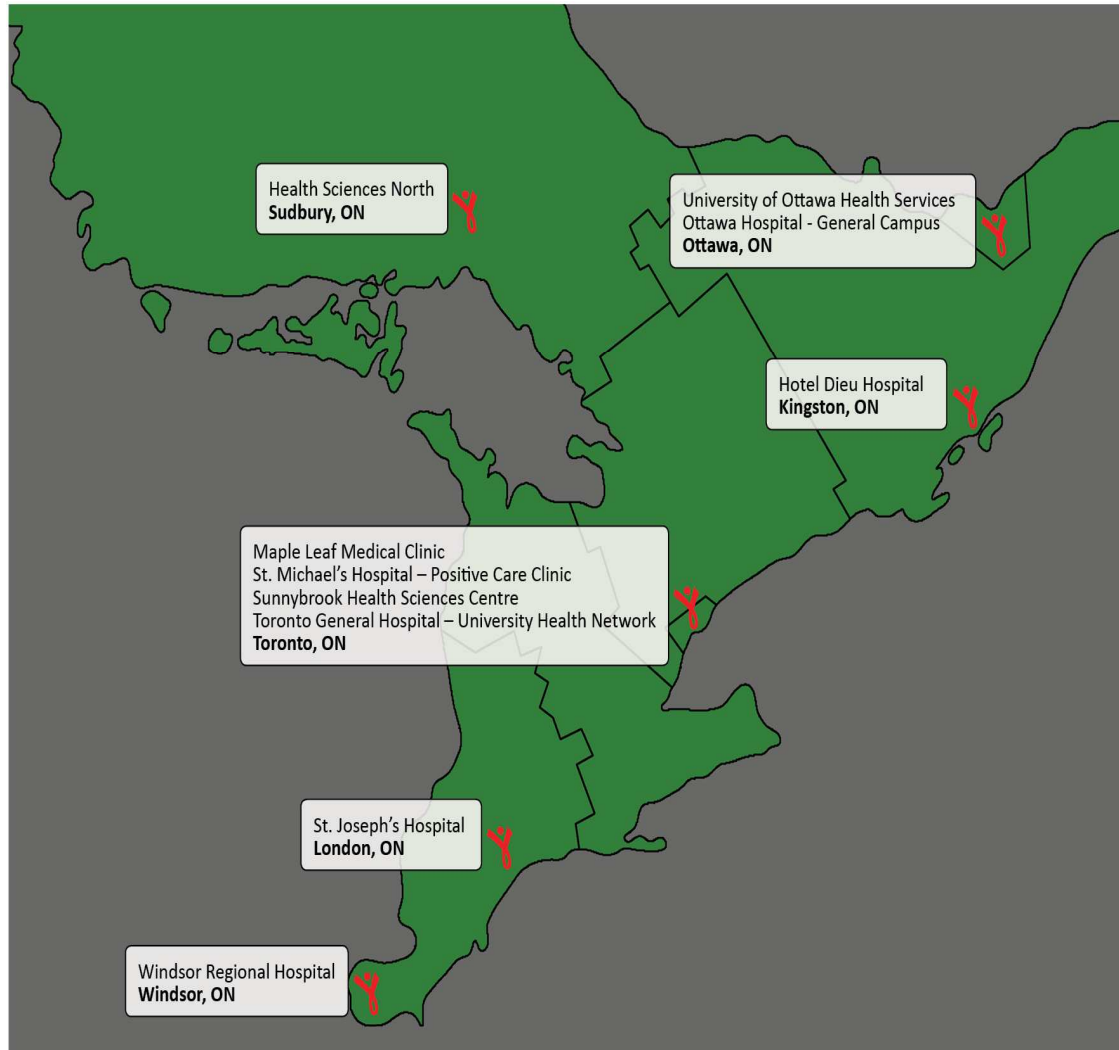 Health Sciences North
Sudbury, ON
University of Ottawa Health Services
Ottawa Hospital - General Campus
Ottawa, ON
Hotel Dieu Hospital
Kingston, ON
Maple Leaf Medical Clinic
St. Michael’s Hospital – Positive Care Clinic
Sunnybrook Health Sciences Centre
Toronto General Hospital – University Health Network
Toronto, ON
St. Joseph’s Hospital
London, ON
Windsor Regional Hospital
Windsor, ON